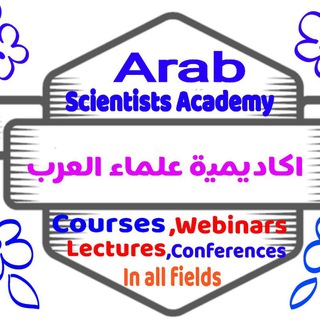 Arab
Scientists Academy
اكاديمية علماء العرب
Courses ,Webinars
Lectures,Conferences
In all fields